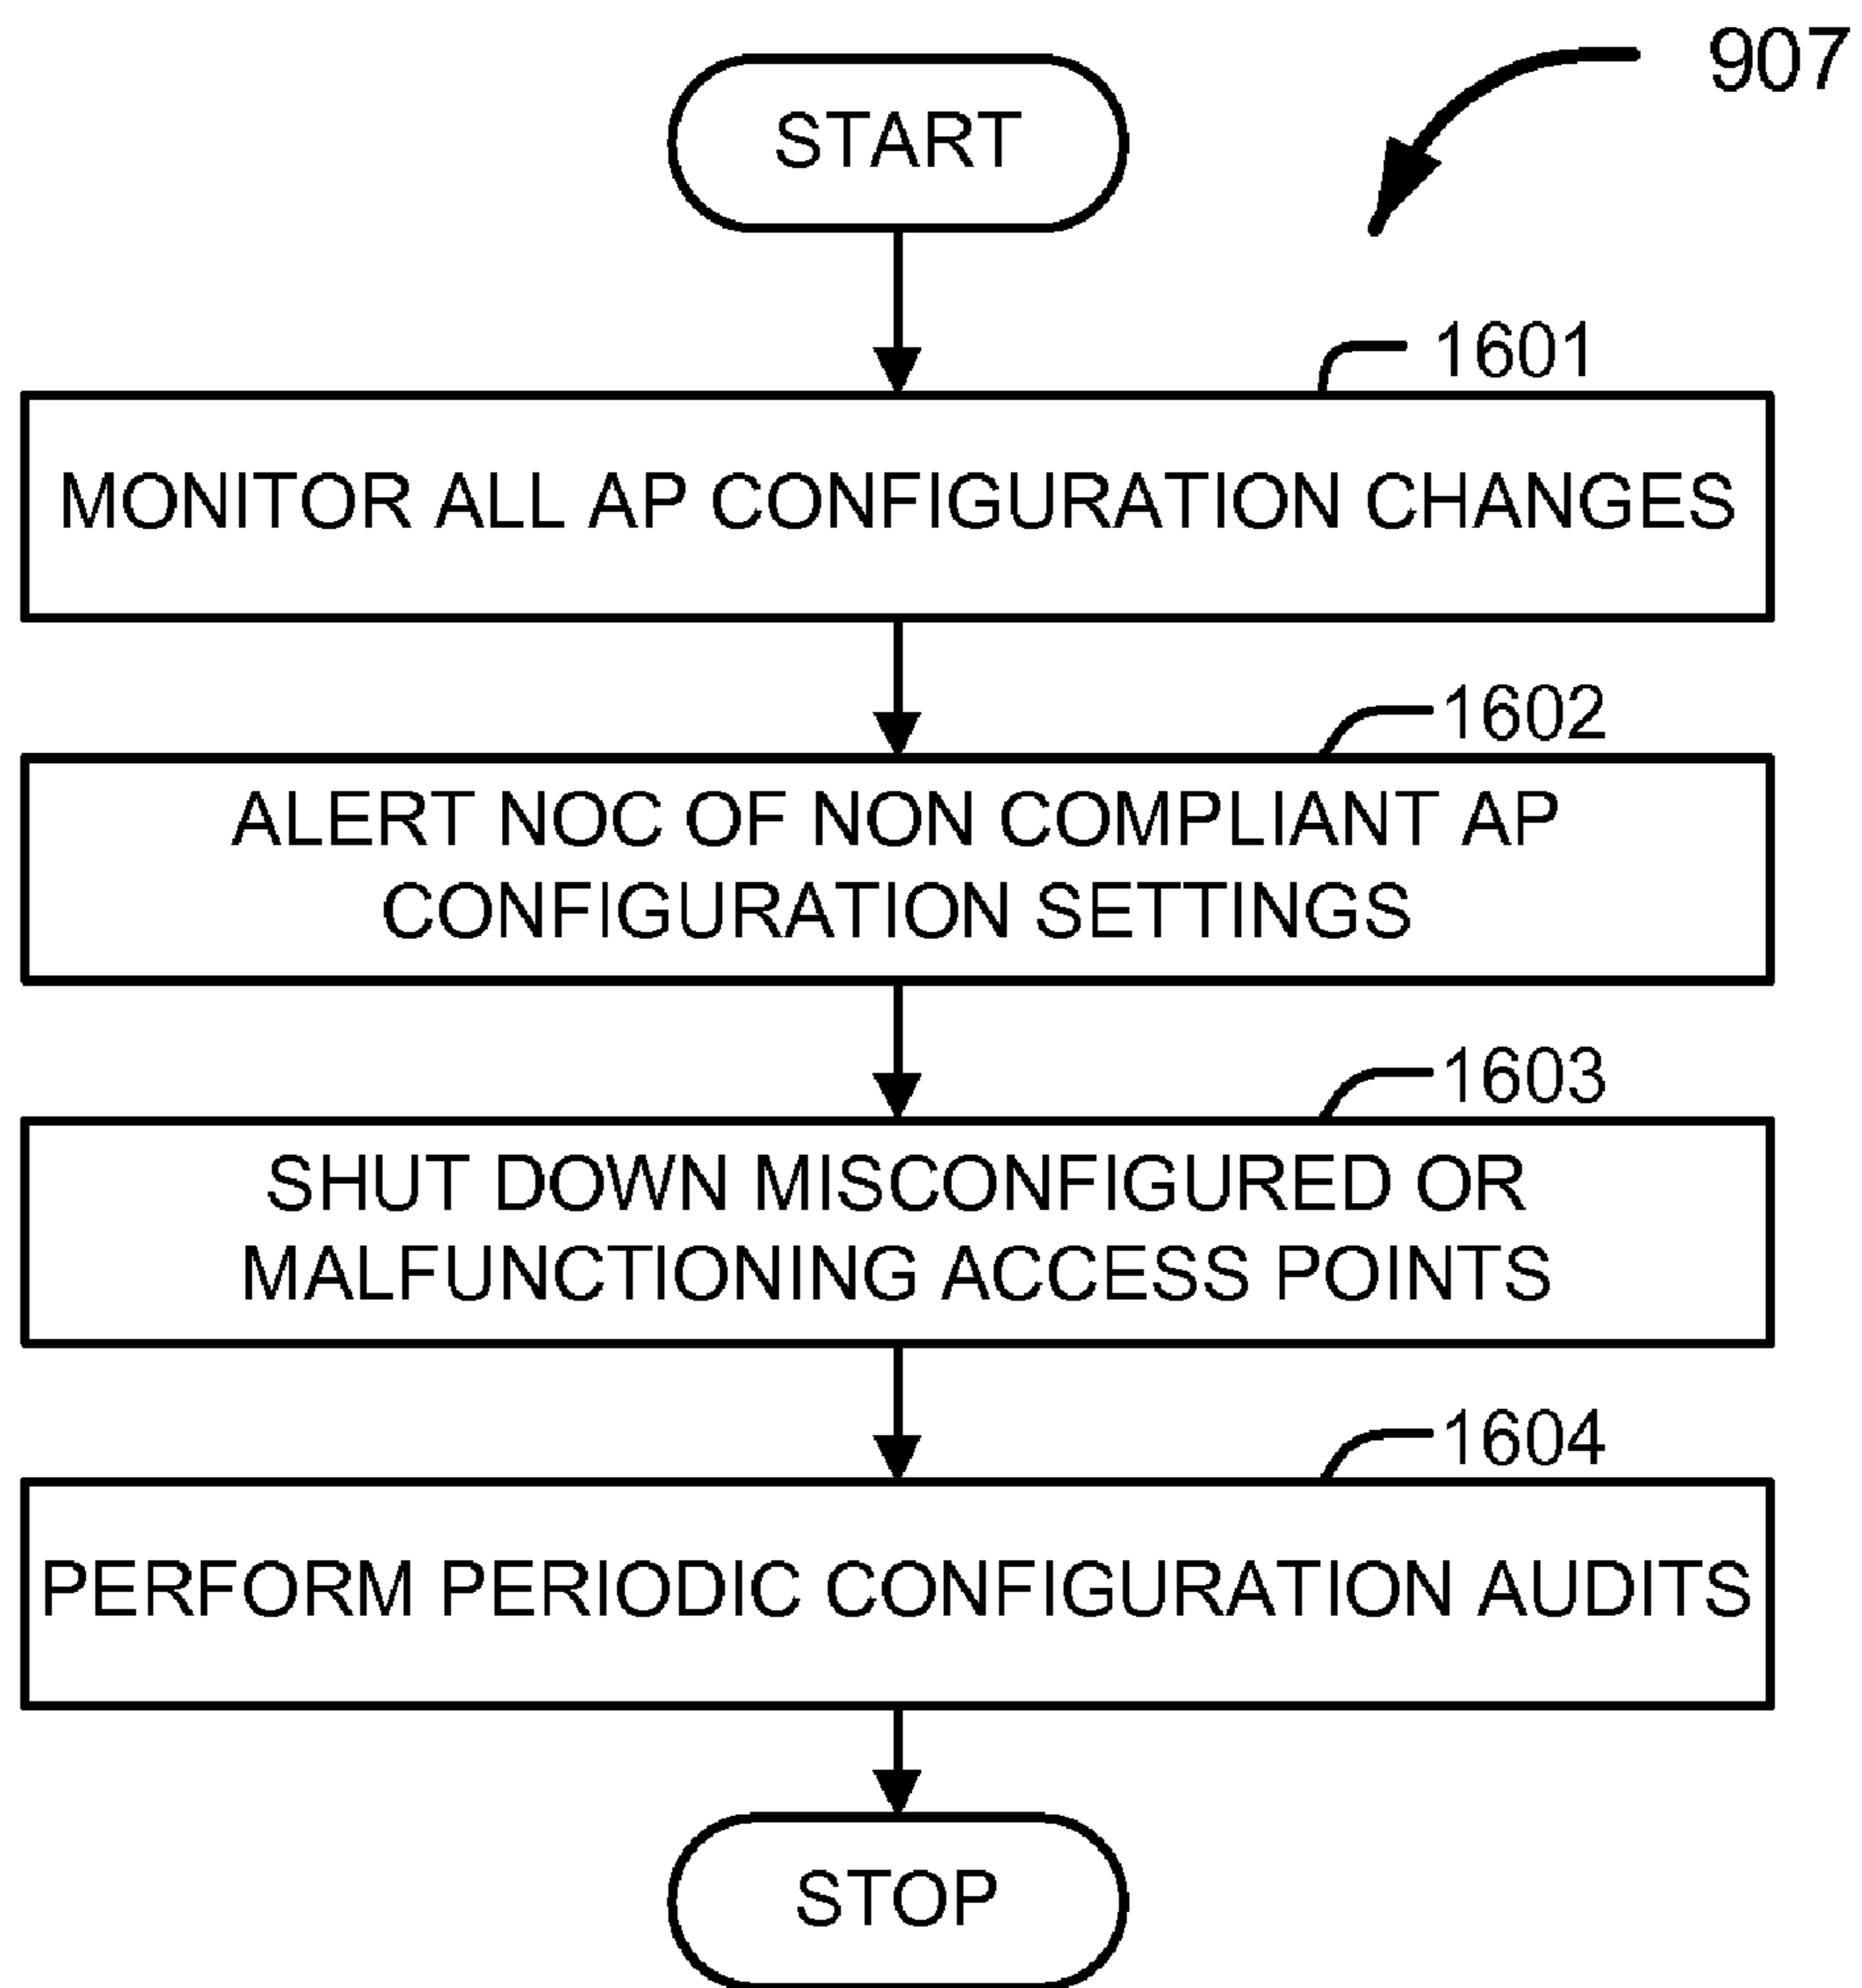 907
START
1601
MONITOR ALL AP CONFIGURATION CHANGES
1602
ALERT NOC OF NON COMPLIANT AP
CONFIGURATION SETTINGS
1603
SHUT DOWN MISCONFIGURED OR
MALFUNCTIONING ACCESS POINTS
1604
PERFORM PERIODIC CONFIGURATION AUDITS
STOP